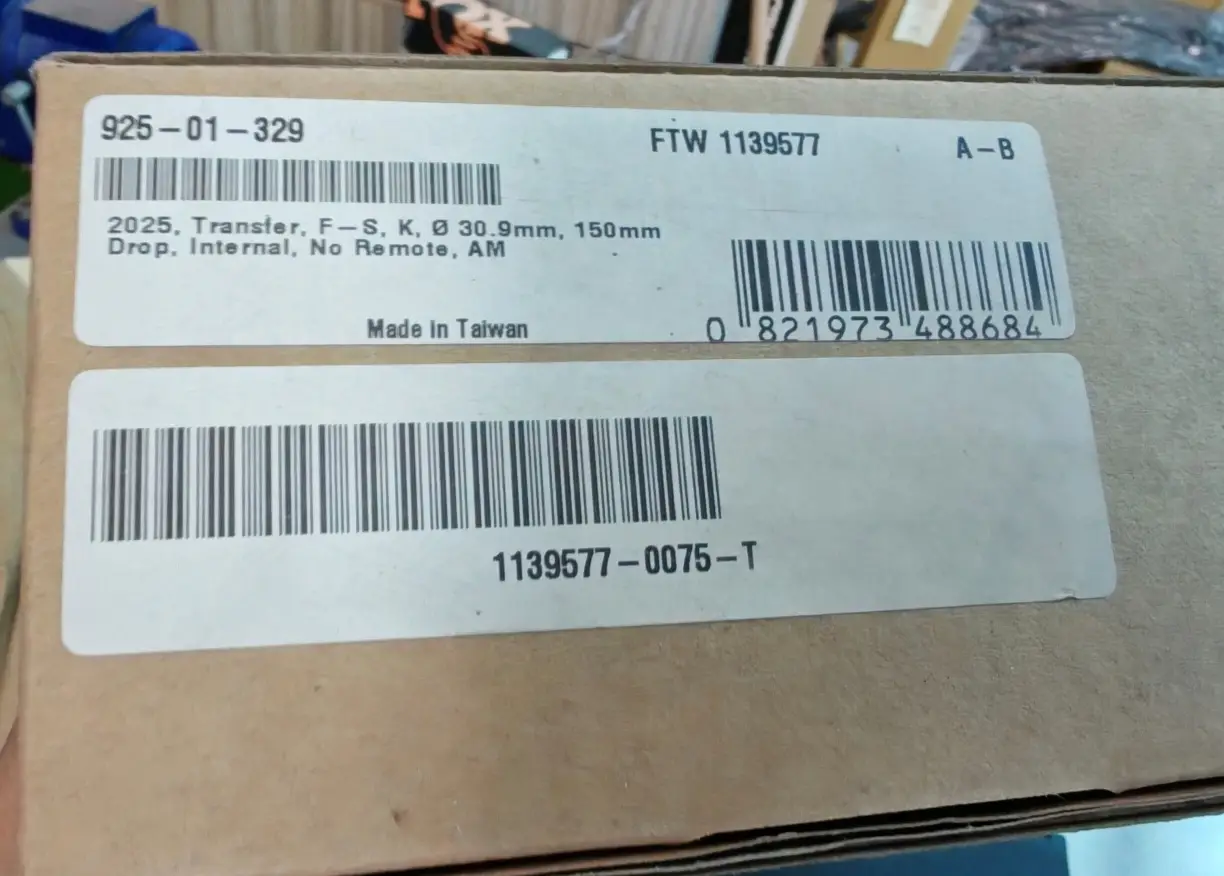 OX
925-01-329
FTW 1139577
A-B
2025, Transfer, F-S, K, Ø 30.9mm, 150mm
Drop, Internal, No Remote, AM
Made in Taiwan
0 821973 488684
1139577-0075-T